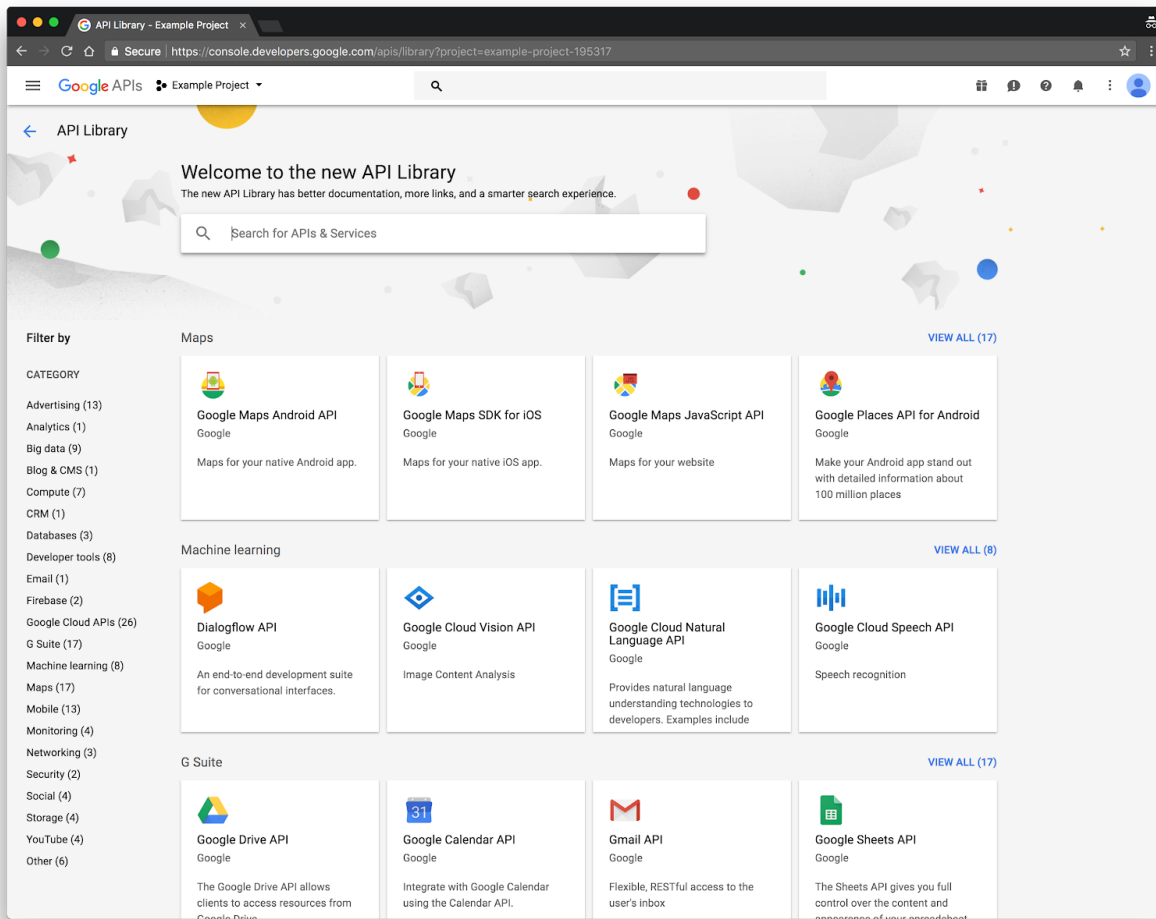 API Library - Example Project
Secure https://console.developers.google.com/apis/library?project=example-project-195317
Google APIs Example Project
API Library
Welcome to the new API Library
The new API Library has better documentation, more links, and a smarter search experience.
Search for APIs & Services
Filter by
CATEGORY
Advertising (13)
Analytics (1)
Big data (9)
Blog & CMS (1)
Compute (7)
CRM (1)
Databases (3)
Developer tools (8)
Email (1)
Firebase (2)
Google Cloud APIs (26)
G Suite (17)
Machine learning (8)
Maps (17)
Mobile (13)
Monitoring (4)
Networking (3)
Security (2)
Social (4)
Storage (4)
YouTube (4)
Other (6)
Maps
VIEW ALL (17)
Google Maps Android API
Google
Maps for your native Android app.
Google Maps SDK for iOS
Google
Maps for your native iOS app.
Google Maps JavaScript API
Google
Maps for your website
Google Places API for Android
Google
Make your Android app stand out
with detailed information about
100 million places
Machine learning
VIEW ALL (8)
Dialogflow API
Google
An end-to-end development suite
for conversational interfaces.
Google Cloud Vision API
Google
Image Content Analysis
Google Cloud Natural
Language API
Google
Provides natural language
understanding technologies to
developers. Examples include
Google Cloud Speech API
Google
Speech recognition
G Suite
VIEW ALL (17)
Google Drive API
Google
The Google Drive API allows
clients to access resources from
Google Drive
31
Google Calendar API
Google
Integrate with Google Calendar
using the Calendar API.
Gmail API
Google
Flexible, RESTful access to the
user's inbox
Google Sheets API
Google
The Sheets API gives you full
control over the content and
appearance of your spreadsheet